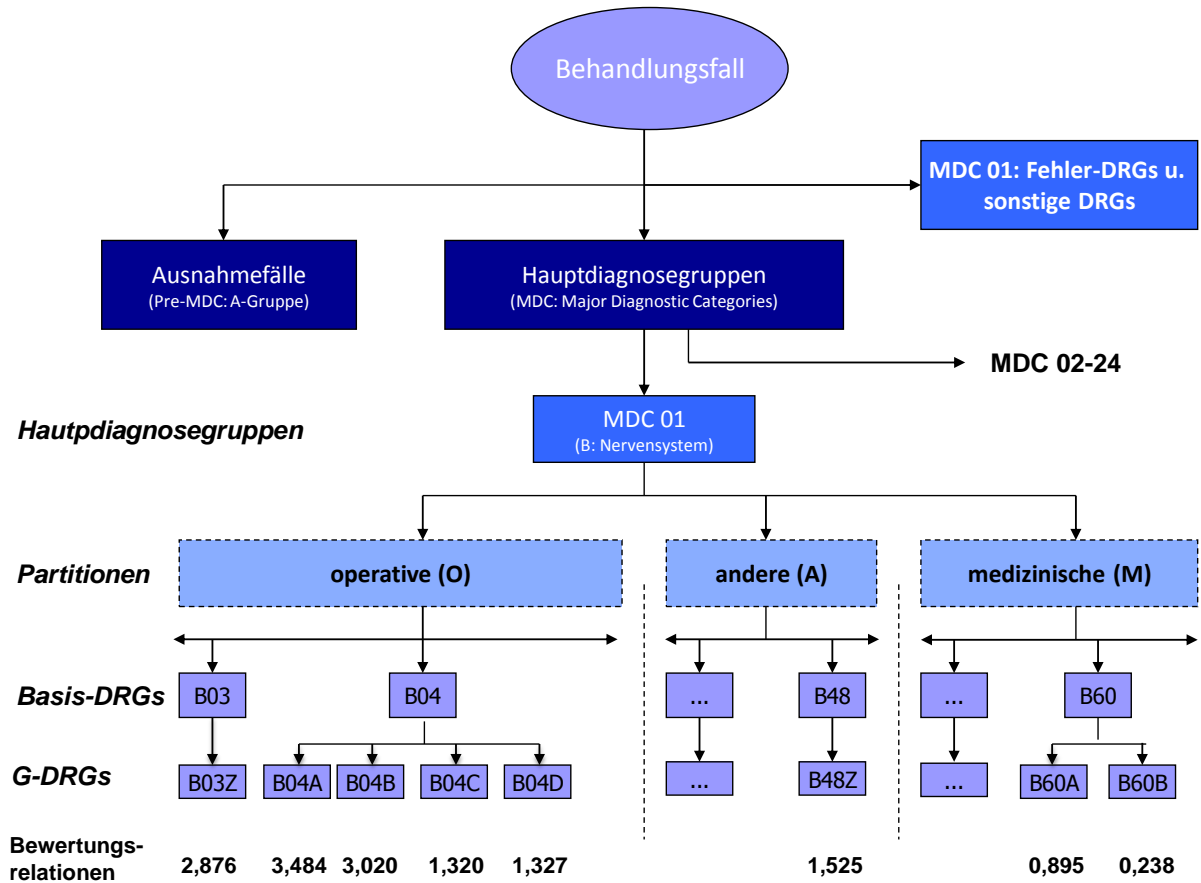 Behandlungsfall
MDC 01: Fehler-DRGs u.
sonstige DRGs
Ausnahmefälle
(Pre-MDC: A-Gruppe)
Hauptdiagnosegruppen
(MDC: Major Diagnostic Categories)
MDC 02-24
Hautpdiagnosegruppen
MDC 01
(B: Nervensystem)
Partitionen
operative (O)
andere (A)
medizinische (M)
Basis-DRGs
B03
B04
...
B48
...
B60
G-DRGs
B03Z
B04A
B04B
B04C
B04D
...
B48Z
...
B60A
B60B
Bewertungs-
relationen
2,876
3,484
3,020
1,320
1,327
1,525
0,895
0,238